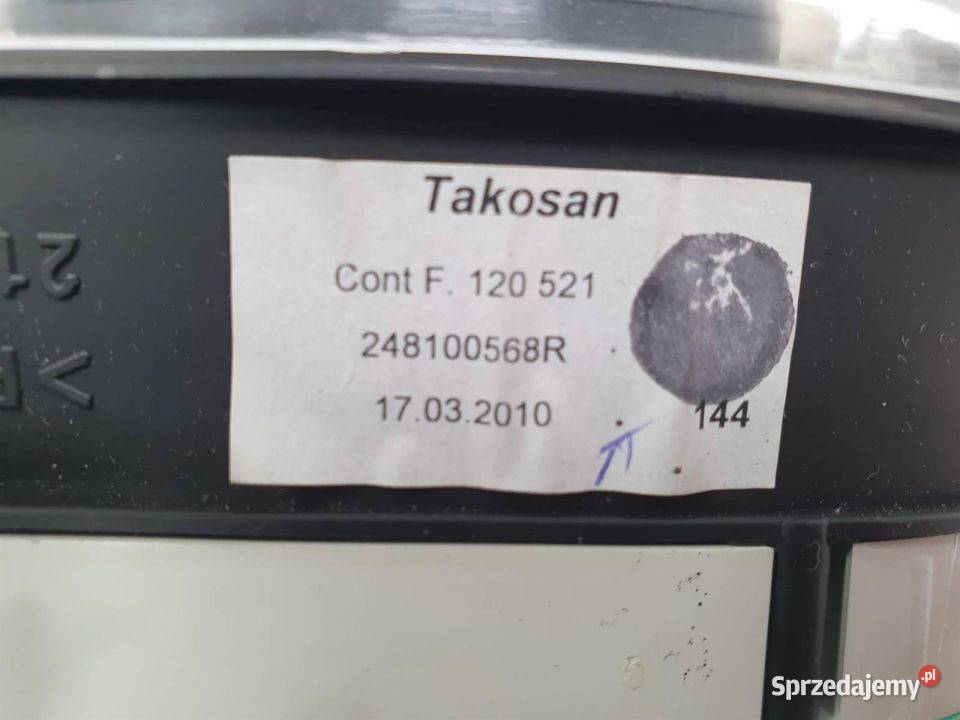 Takosan
Cont F. 120 521
248100568R
17.03.2010
144
Sprzedajemy.pl